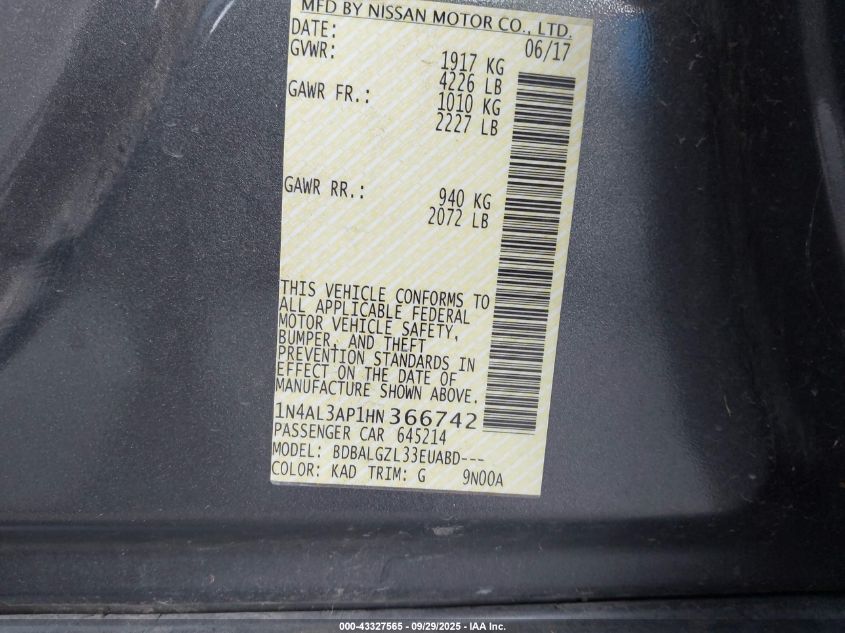 MFD BY NISSAN MOTOR CO., LTD.
DATE: 06/17
GVWR: 1917 KG
4226 LB
GAWR FR.: 1010 KG
2227 LB
GAWR RR.: 940 KG
2072 LB
THIS VEHICLE CONFORMS TO
ALL APPLICABLE FEDERAL
MOTOR VEHICLE SAFETY,
BUMPER, AND THEFT
PREVENTION STANDARDS IN
EFFECT ON THE DATE OF
MANUFACTURE SHOWN ABOVE.
1N4AL3AP1HN366742
PASSENGER CAR 645214
MODEL: BDBALGZL33EUABD---
COLOR: KAD TRIM: G 9N00A
000-43327565 - 09/29/2025 - IAA Inc.